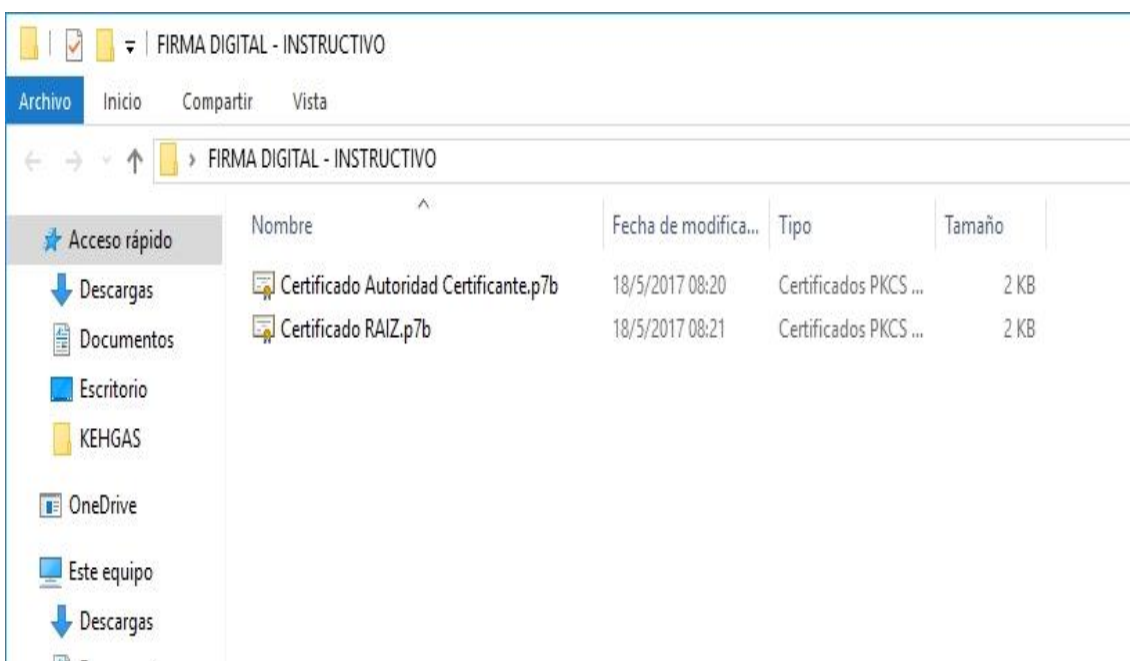 FIRMA DIGITAL - INSTRUCTIVO
Archivo Inicio Compartir Vista
FIRMA DIGITAL - INSTRUCTIVO
Acceso rápido
Descargas
Documentos
Escritorio
KEHGAS
OneDrive
Este equipo
Descargas
Nombre Fecha de modifica... Tipo Tamaño
Certificado Autoridad Certificante.p7b 18/5/2017 08:20 Certificados PKCS ... 2 KB
Certificado RAIZ.p7b 18/5/2017 08:21 Certificados PKCS ... 2 KB